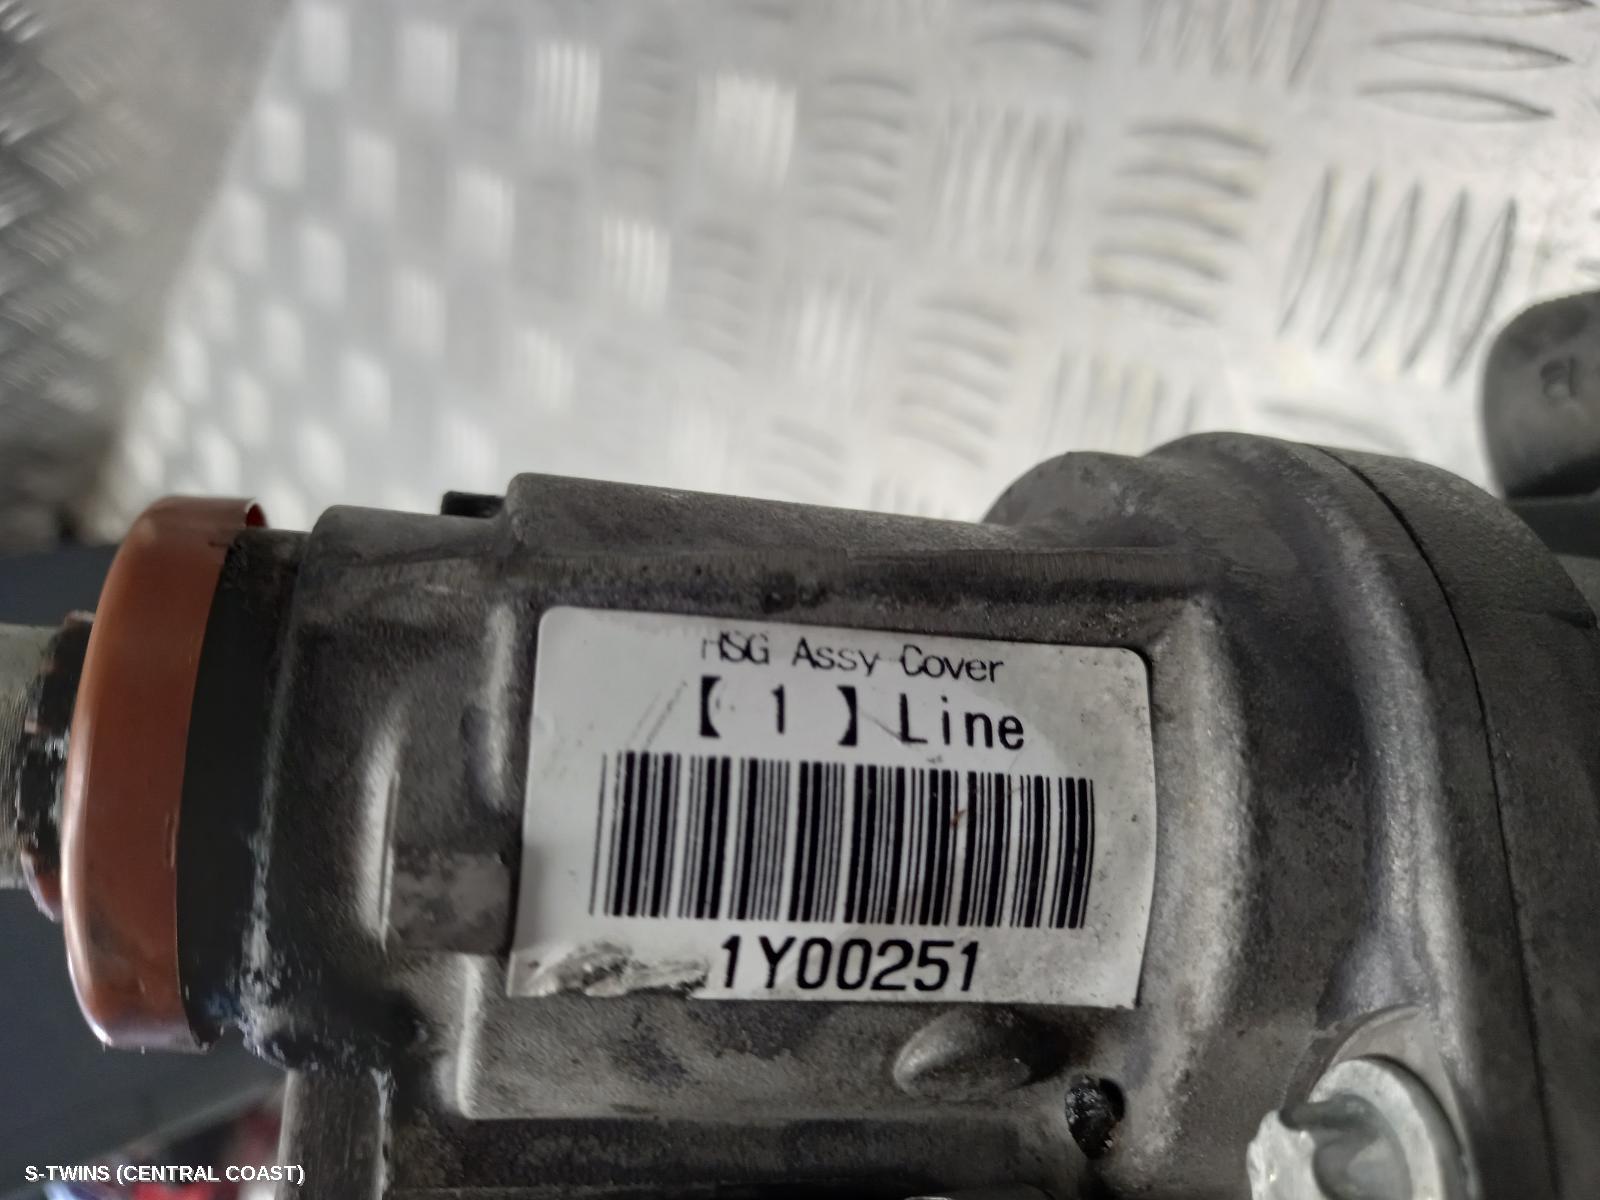 HSG Assy Cover
【 1 】Line
1Y00251
S-TWINS (CENTRAL COAST)